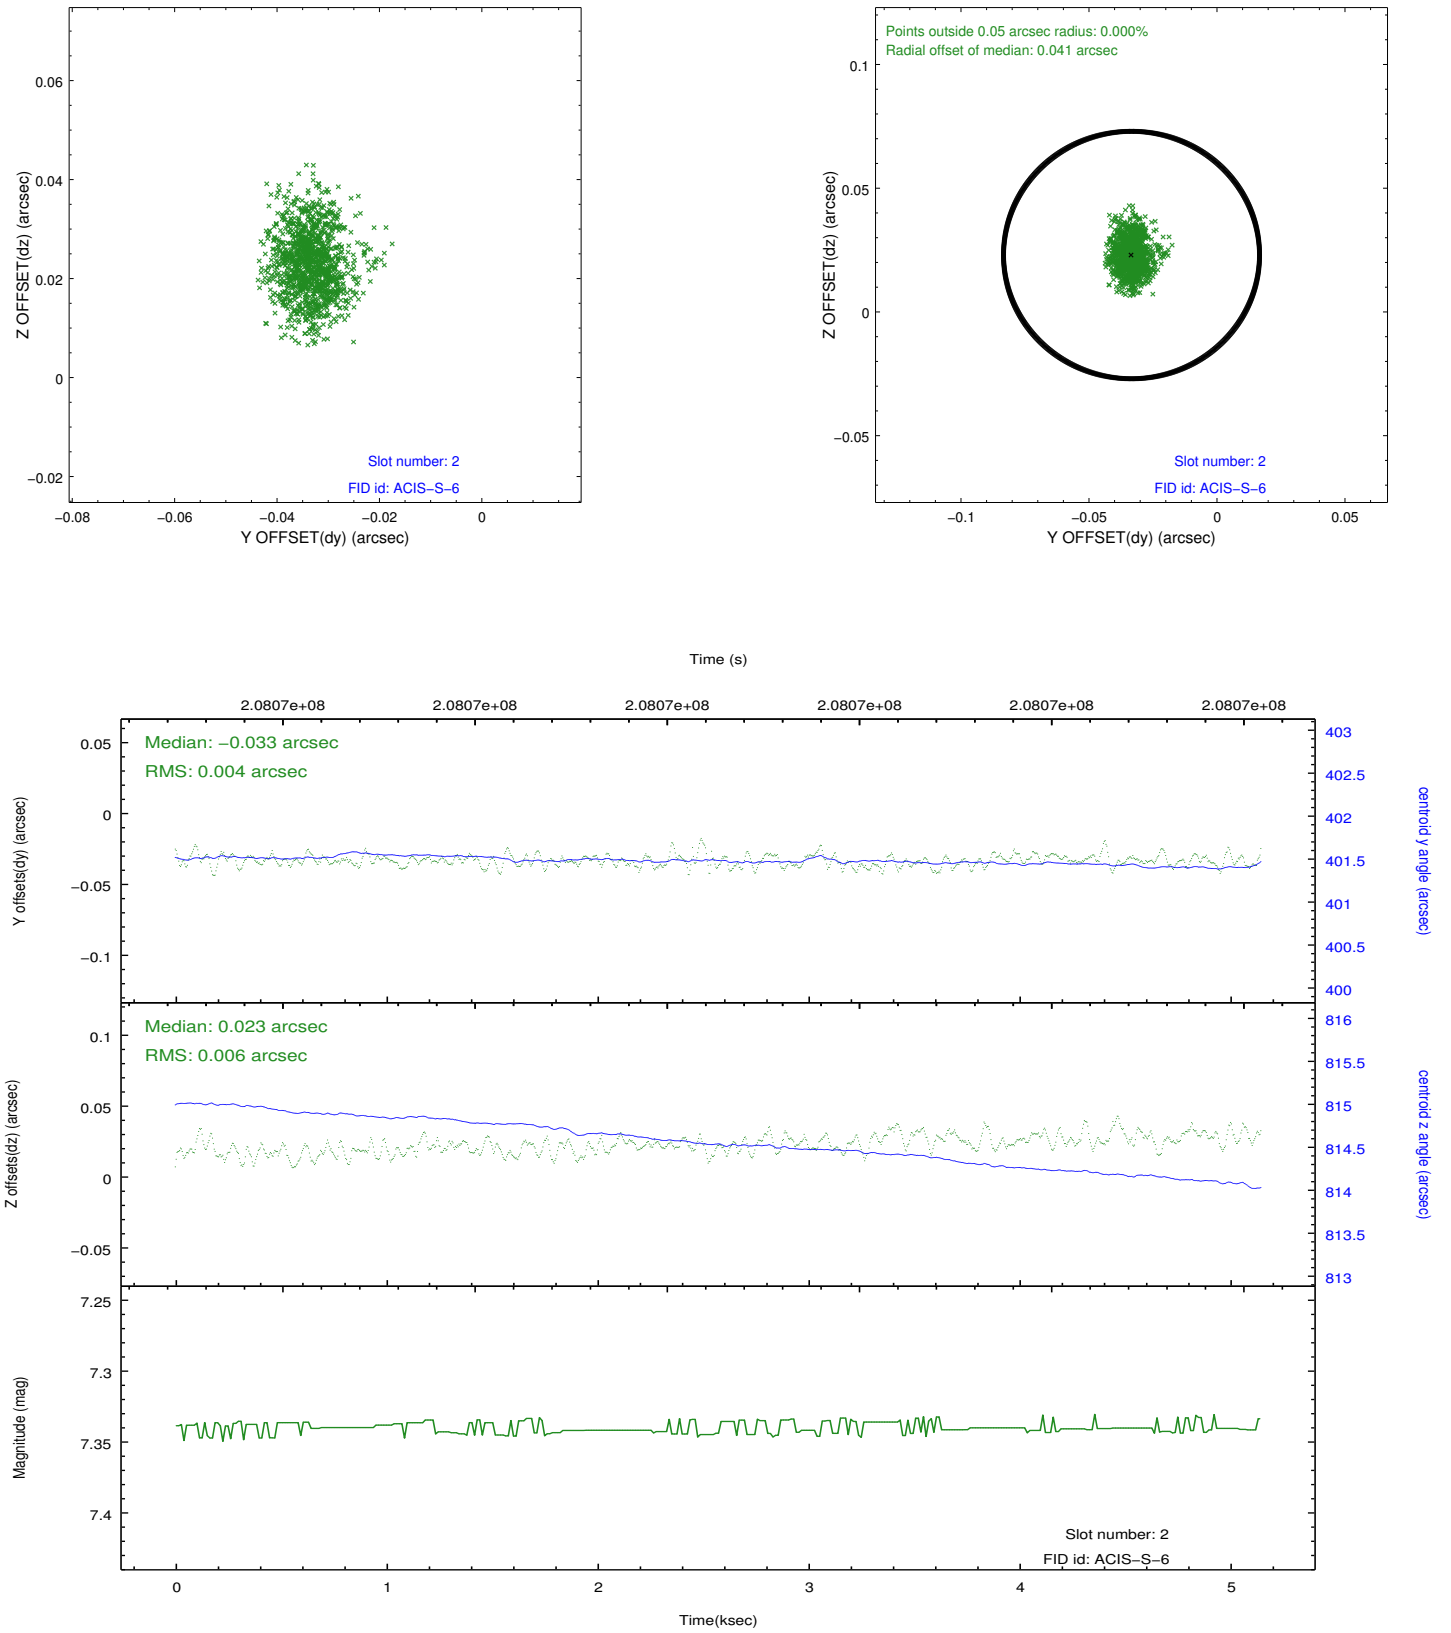 0.06
0.04
0.02
0
−0.02
Z OFFSET(dz) (arcsec)
Slot number: 2
FID id: ACIS−S−6
−0.08 −0.06 −0.04 −0.02 0
Y OFFSET(dy) (arcsec)
Points outside 0.05 arcsec radius: 0.000%
Radial offset of median: 0.041 arcsec
0.1
0.05
0
−0.05
Z OFFSET(dz) (arcsec)
Slot number: 2
FID id: ACIS−S−6
−0.1 −0.05 0 0.05
Y OFFSET(dy) (arcsec)
Time (s)
2.0807e+08 2.0807e+08 2.0807e+08 2.0807e+08 2.0807e+08 2.0807e+08
Median: −0.033 arcsec
RMS: 0.004 arcsec
0.05
0
−0.05
−0.1
Y offsets(dy) (arcsec)
403
402.5
402
401.5
401
400.5
400
centroid y angle (arcsec)
Median: 0.023 arcsec
RMS: 0.006 arcsec
0.1
0.05
0
−0.05
Z offsets(dz) (arcsec)
816
815.5
815
814.5
814
813.5
813
centroid z angle (arcsec)
7.25
7.3
7.35
7.4
Magnitude (mag)
Slot number: 2
FID id: ACIS−S−6
0 1 2 3 4 5
Time(ksec)